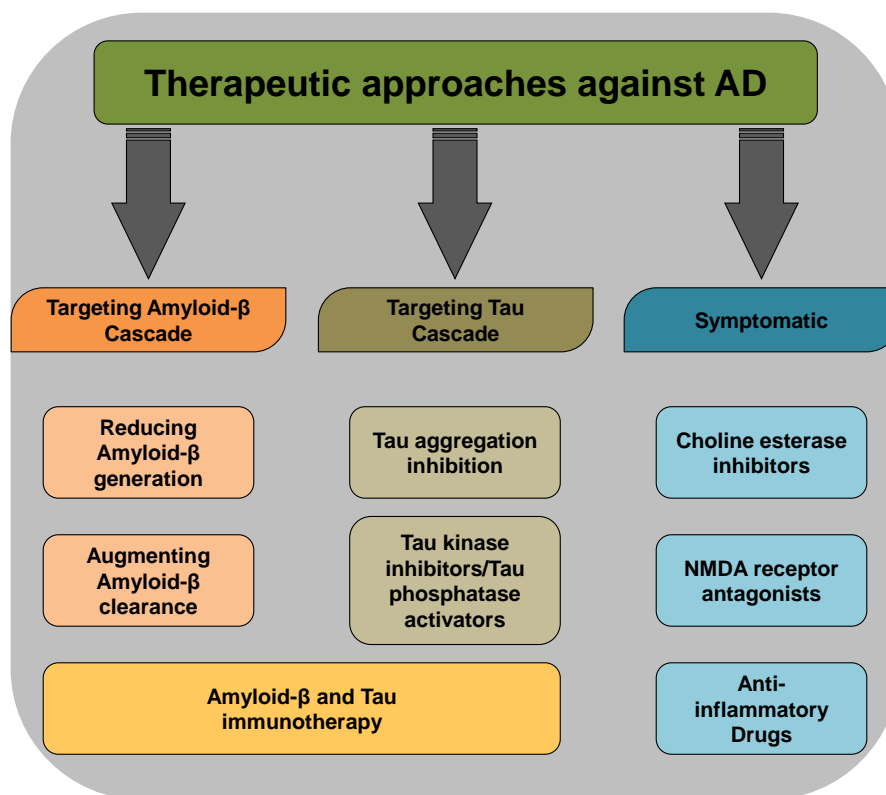 Therapeutic approaches against AD
Targeting Amyloid-β
Cascade
Targeting Tau
Cascade
Symptomatic
Reducing
Amyloid-β
generation
Tau aggregation
inhibition
Choline esterase
inhibitors
Augmenting
Amyloid-β
clearance
Tau kinase
inhibitors/Tau
phosphatase
activators
NMDA receptor
antagonists
Amyloid-β and Tau
immunotherapy
Anti-
inflammatory
Drugs